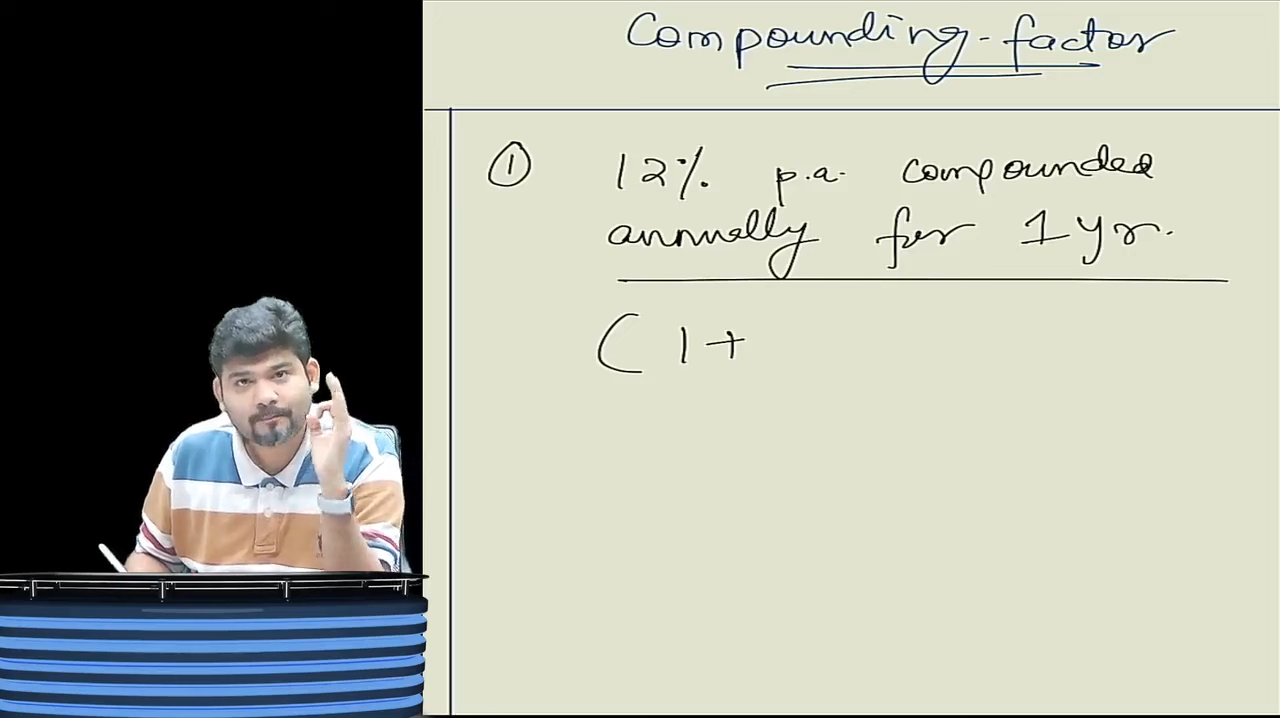 Compounding-factor
① 12% p.a. compounded
annually for 1 yr.
( 1 +